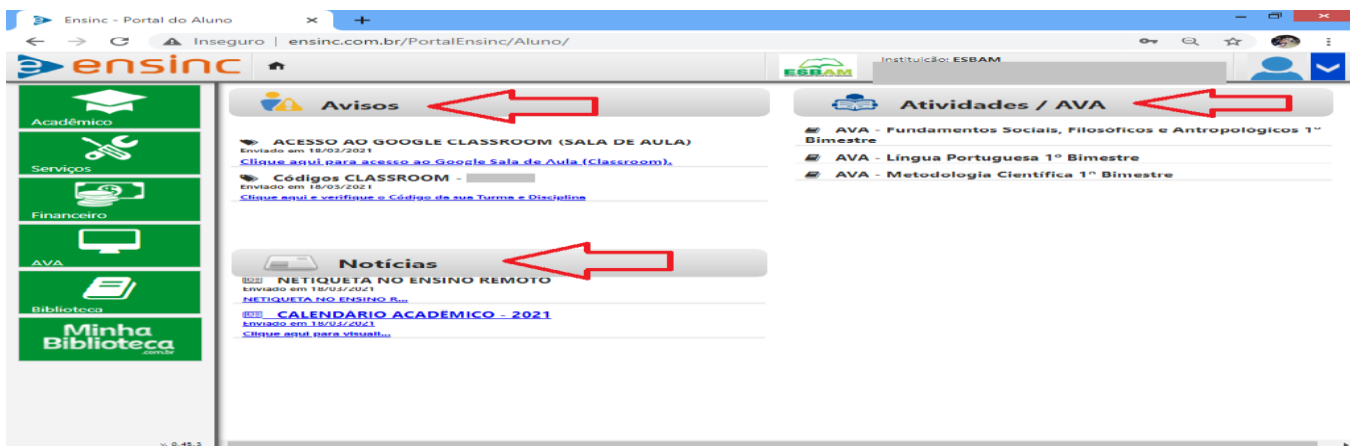 Ensinc - Portal do Aluno
Inseguro | ensinc.com.br/PortalEnsinc/Aluno/
ensinc
ESBAM
Instituição: ESBAM
Acadêmico
Serviços
Financeiro
AVA
Biblioteca
Minha
Biblioteca
.com.br
v. 0.45.3
Avisos
ACESSO AO GOOGLE CLASSROOM (SALA DE AULA)
Enviado em 18/03/2021
Clique aqui para acesso ao Google Sala de Aula (Classroom).
Códigos CLASSROOM -
Enviado em 18/03/2021
Clique aqui e verifique o Código da sua Turma e Disciplina
Notícias
NETIQUETA NO ENSINO REMOTO
Enviado em 18/03/2021
NETIQUETA NO ENSINO R...
CALENDÁRIO ACADÊMICO - 2021
Enviado em 18/03/2021
Clique aqui para visuali...
Atividades / AVA
AVA - Fundamentos Sociais, Filosóficos e Antropológicos 1º
Bimestre
AVA - Língua Portuguesa 1º Bimestre
AVA - Metodologia Científica 1º Bimestre